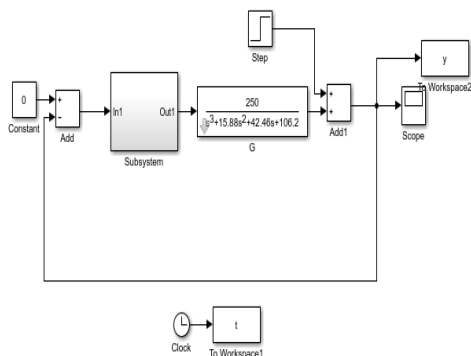 Step
y
To Workspace2
0
Constant
+
−
Add
In1
Out1
Subsystem
250
s³+15.88s²+42.46s+106.2
G
+
+
Add1
Scope
Clock
t
To Workspace1